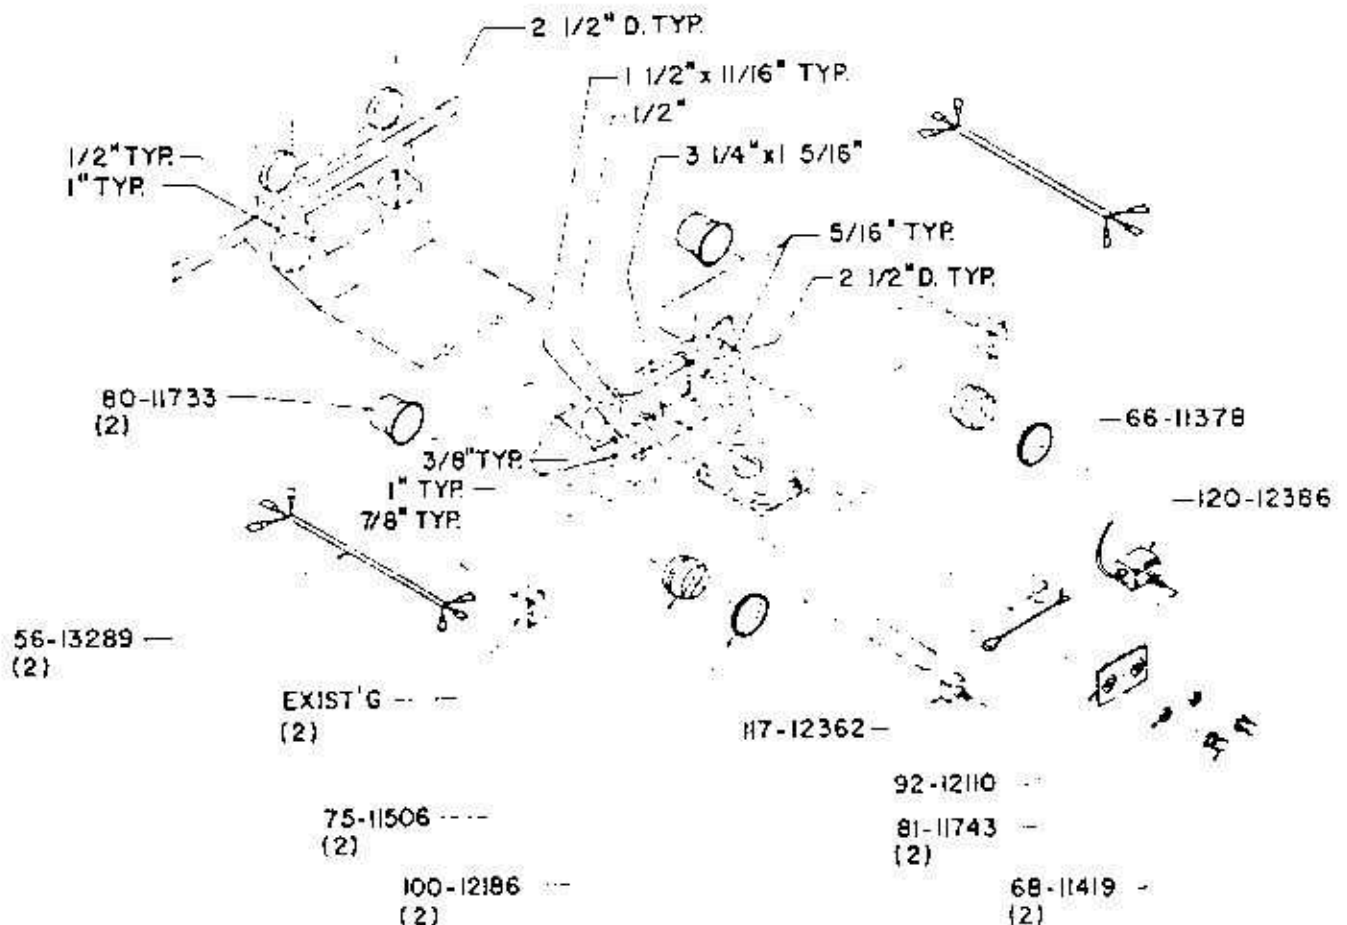 2 1/2" D. TYP.
1 1/2" x 11/16" TYP.
1/2"
1/2" TYP.
1" TYP.
3 1/4" x 1 5/16"
5/16" TYP.
2 1/2" D. TYP.
80-11733
(2)
66-11378
3/8" TYP.
1" TYP.
7/8" TYP.
120-12386
56-13289
(2)
EXIST'G
(2)
117-12362
92-12110
75-11506
(2)
81-11743
(2)
100-12186
(2)
68-11419
(2)